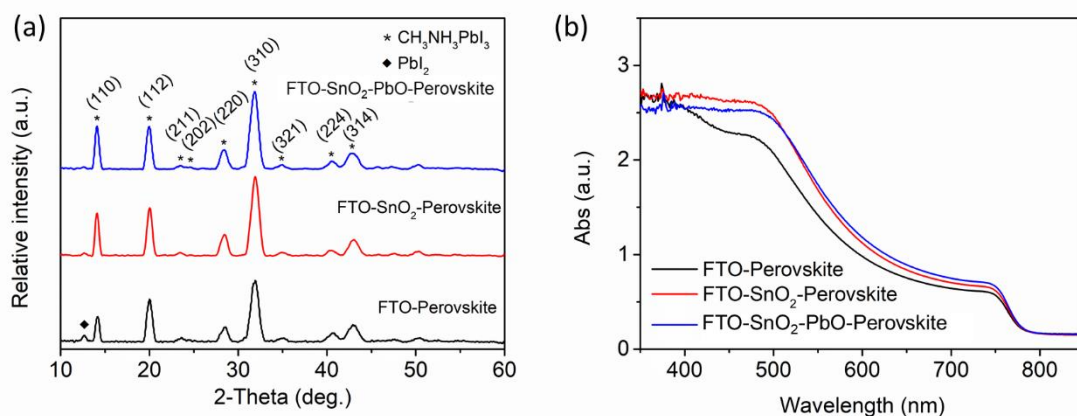 (a)
* CH₃NH₃PbI₃
◆ PbI₂
(110)
(112)
(211)
(202)
(220)
(310)
(321)
(224)
(314)
FTO-SnO₂-PbO-Perovskite
FTO-SnO₂-Perovskite
FTO-Perovskite
Relative intensity (a.u.)
10 20 30 40 50 60
2-Theta (deg.)
(b)
3
2
1
0
Abs (a.u.)
FTO-Perovskite
FTO-SnO₂-Perovskite
FTO-SnO₂-PbO-Perovskite
400 500 600 700 800
Wavelength (nm)